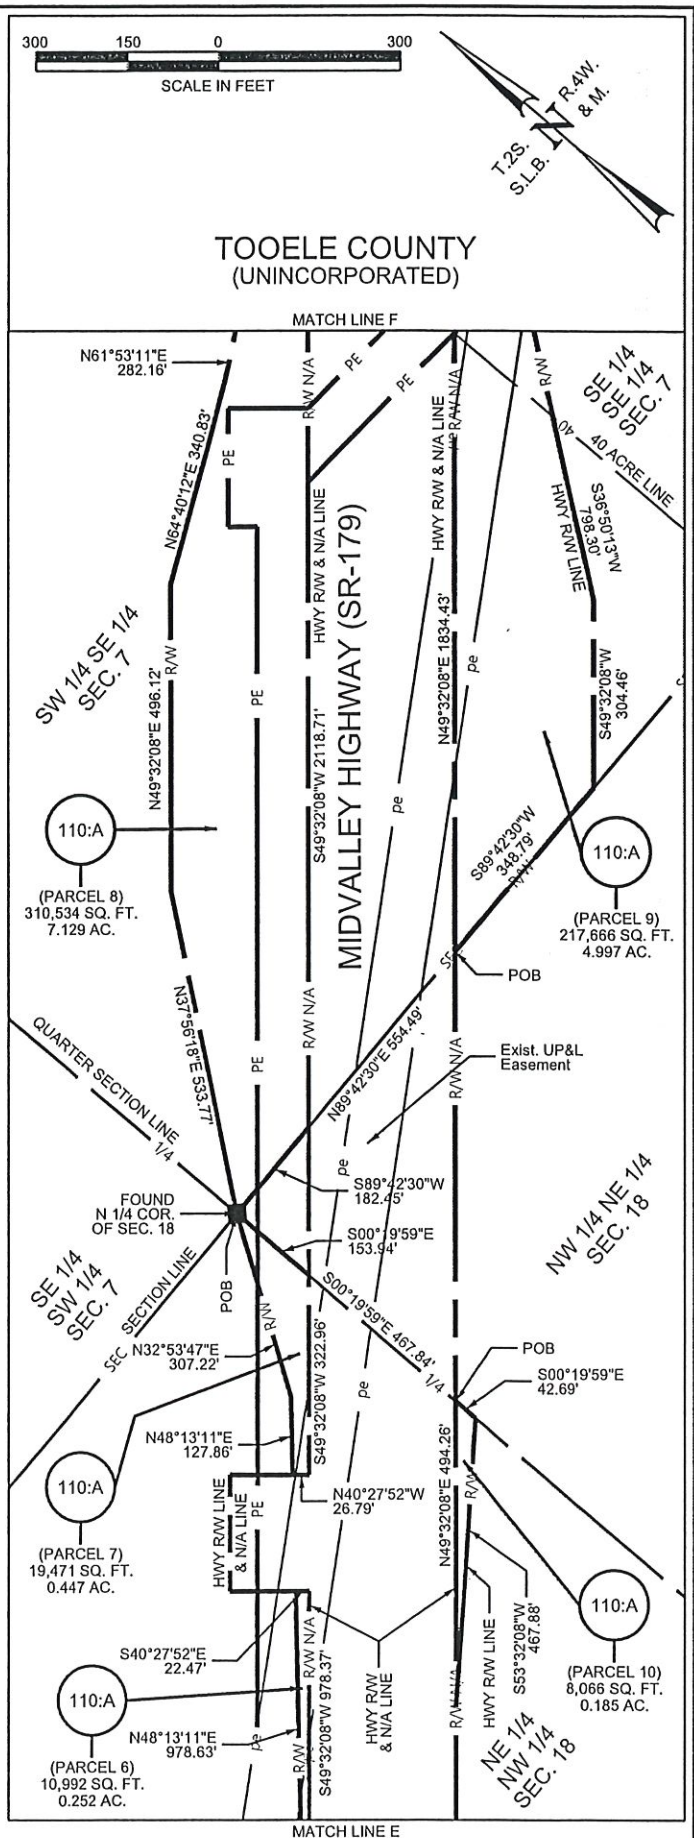 300 150 0 300
SCALE IN FEET
R.4W.
& M.
T.2S.
S.L.B.
TOOELE COUNTY
(UNINCORPORATED)
MATCH LINE F
N61°53'11"E
282.16'
R/W N/A
PE
PE
R/W N/A
R/W
SE 1/4
SE 1/4
SEC. 7
40
40 ACRE LINE
N64°40'12"E 340.83'
PE
PE
HWY R/W & N/A LINE
HWY R/W & N/A LINE
S36°50'13"W
798.30'
HWY R/W LINE
SW 1/4 SE 1/4
SEC. 7
R/W
N49°32'08"E 496.12'
PE
S49°32'08"W 2118.71'
MIDVALLEY HIGHWAY (SR-179)
N49°32'08"E 1834.43'
pe
pe
S49°32'08"W
304.46'
110:A
(PARCEL 8)
310,534 SQ. FT.
7.129 AC.
S89°42'30"W
348.79'
R/W
110:A
(PARCEL 9)
217,666 SQ. FT.
4.997 AC.
POB
N37°56'18"E 533.77'
QUARTER SECTION LINE
1/4
PE
R/W N/A
N89°42'30"E 554.49'
R/W N/A
Exist. UP&L
Easement
FOUND
N 1/4 COR.
OF SEC. 18
pe
S89°42'30"W
182.45'
S00°19'59"E
153.94'
NW 1/4 NE 1/4
SEC. 18
SE 1/4
SW 1/4
SEC. 7
SEC
SECTION LINE
POB
R/W
N32°53'47"E
307.22'
S00°19'59"E 467.84'
1/4
pe
POB
S00°19'59"E
42.69'
S49°32'08"W 322.96'
N48°13'11"E
127.86'
N40°27'52"W
26.79'
N49°32'08"E 494.26'
R/W
110:A
(PARCEL 7)
19,471 SQ. FT.
0.447 AC.
HWY R/W LINE
& N/A LINE
PE
S53°32'08"W
467.88'
HWY R/W LINE
110:A
(PARCEL 10)
8,066 SQ. FT.
0.185 AC.
S40°27'52"E
22.47'
R/W N/A
HWY R/W
& N/A LINE
R/W N/A
110:A
(PARCEL 6)
10,992 SQ. FT.
0.252 AC.
N48°13'11"E
978.63'
pe
R/W
S49°32'08"W 978.37'
NE 1/4
NW 1/4
SEC. 18
MATCH LINE E